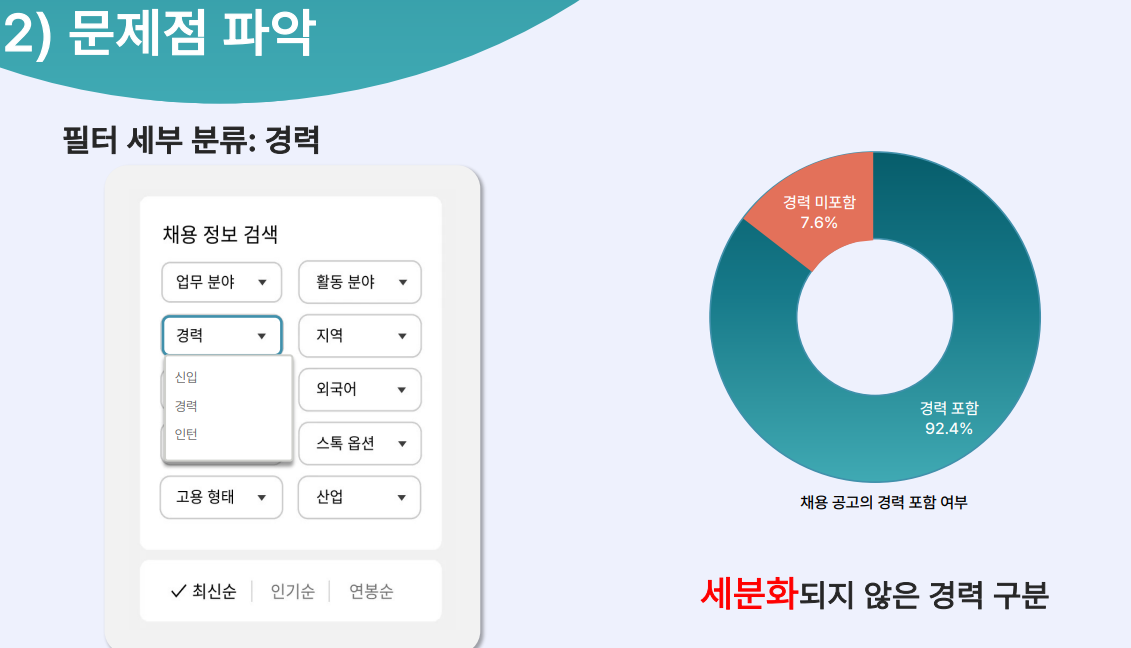 2) 문제점 파악
필터 세부 분류: 경력
채용 정보 검색
업무 분야
활동 분야
경력
지역
신입
경력
인턴
외국어
스톡 옵션
고용 형태
산업
최신순
인기순
연봉순
경력 미포함
7.6%
경력 포함
92.4%
채용 공고의 경력 포함 여부
세분화되지 않은 경력 구분